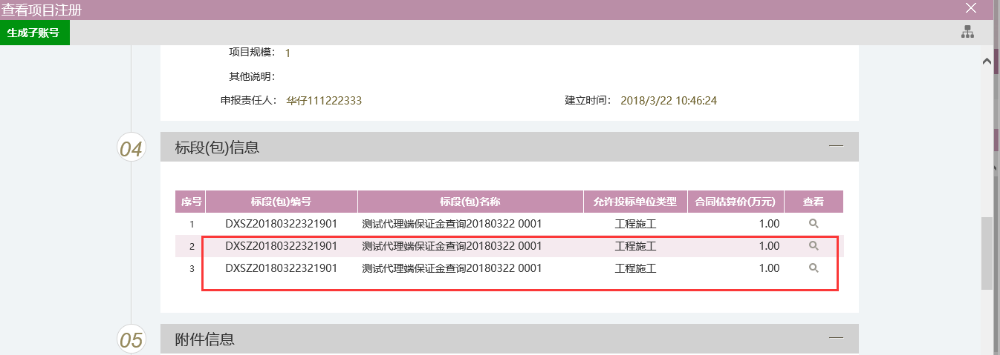 查看项目注册
生成子账号
项目规模： 1
其他说明：
申报责任人： 华仔111222333 建立时间： 2018/3/22 10:46:24
04 标段(包)信息
序号 标段(包)编号 标段(包)名称 允许投标单位类型 合同估算价(万元) 查看
1 DXSZ20180322321901 测试代理端保证金查询20180322 0001 工程施工 1.00
2 DXSZ20180322321901 测试代理端保证金查询20180322 0001 工程施工 1.00
3 DXSZ20180322321901 测试代理端保证金查询20180322 0001 工程施工 1.00
05 附件信息